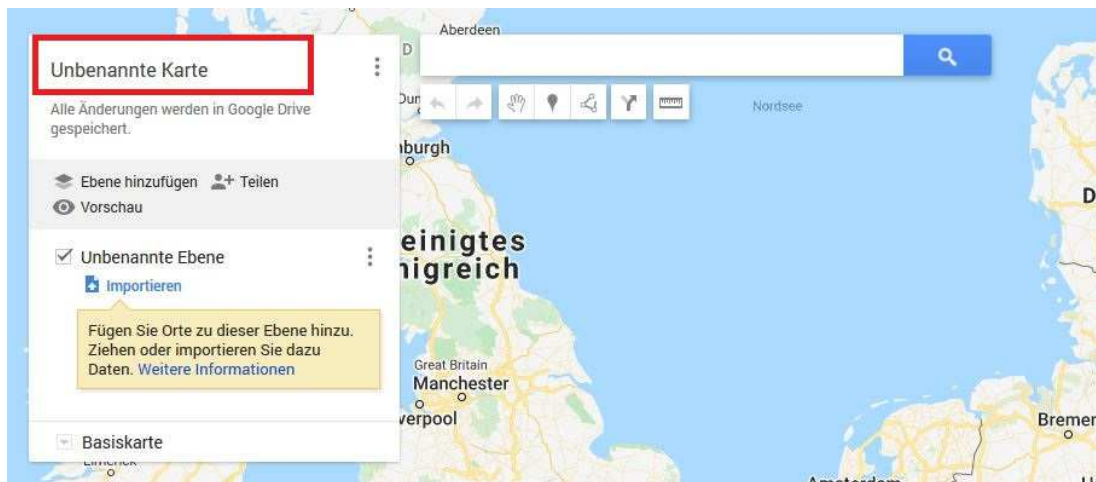 Aberdeen
Unbenannte Karte
D
Alle Änderungen werden in Google Drive
gespeichert.
Nordsee
Ebene hinzufügen
Teilen
Vorschau
Unbenannte Ebene
Importieren
Fügen Sie Orte zu dieser Ebene hinzu.
Ziehen oder importieren Sie dazu
Daten. Weitere Informationen
einigtes
nigreich
Great Britain
Manchester
verpool
Bremen
Basiskarte